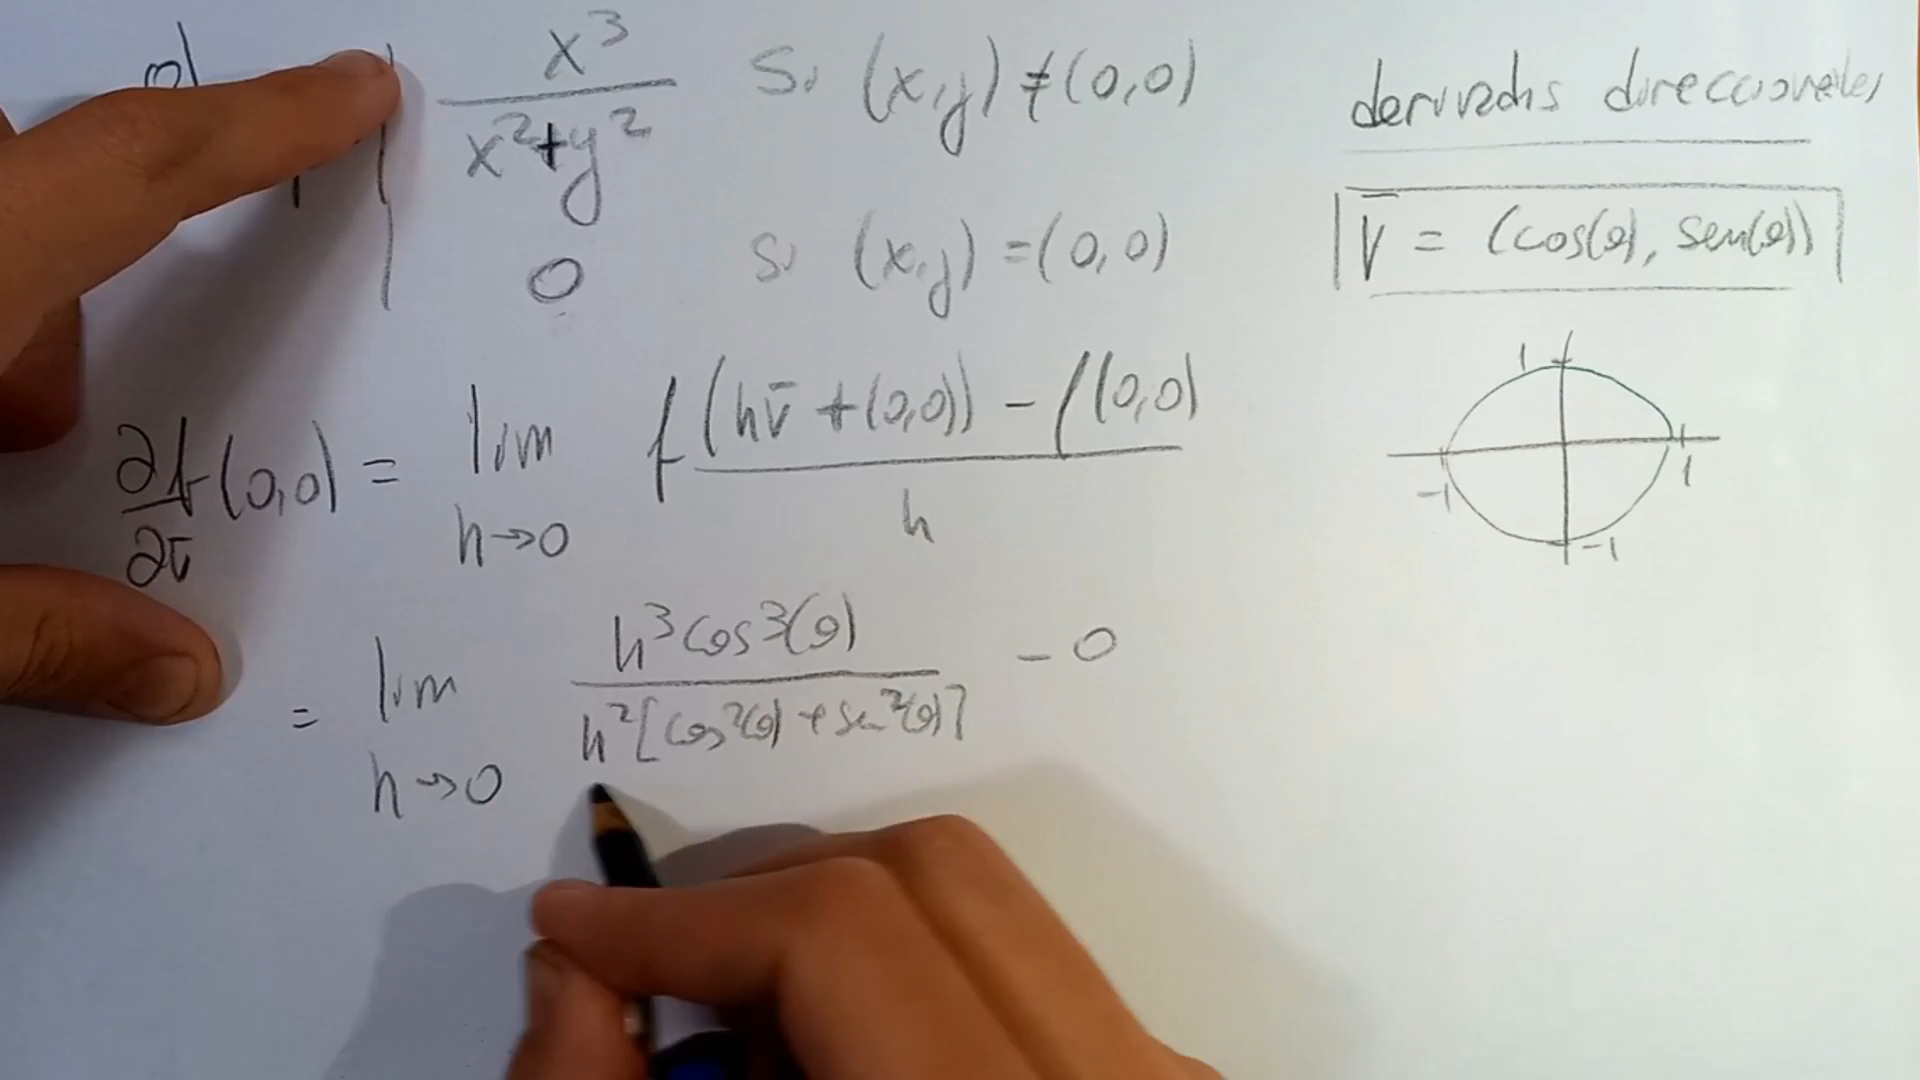 a)
x³ / x²+y² Si (x,y) ≠ (0,0)
0 Si (x,y) = (0,0)
derivadas direccionales
v̄ = (cos(θ), sen(θ))
1
-1 1
-1
∂f/∂v̄ (0,0) = lim h→0 f(hv̄ + (0,0)) - f(0,0) / h
= lim h→0 h³cos³(θ) / h²[cos²(θ) + sen²(θ)] - 0